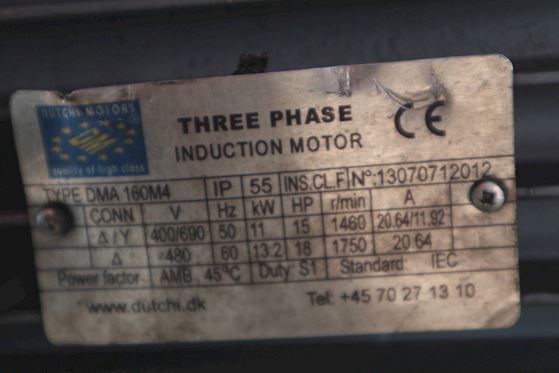 DUTCHI MOTORS
DM
quality of high class
THREE PHASE
INDUCTION MOTOR
CE
TYPE DMA 160M4 IP 55 INS.CL.F N°:13070712012
CONN V Hz kW HP r/min A
Δ/Y 400/690 50 11 15 1460 20.64/11.92
Δ 480 60 13.2 18 1750 20.64
Power factor AMB. 45°C Duty: S1 Standard: IEC
www.dutchi.dk Tel: +45 70 27 13 10